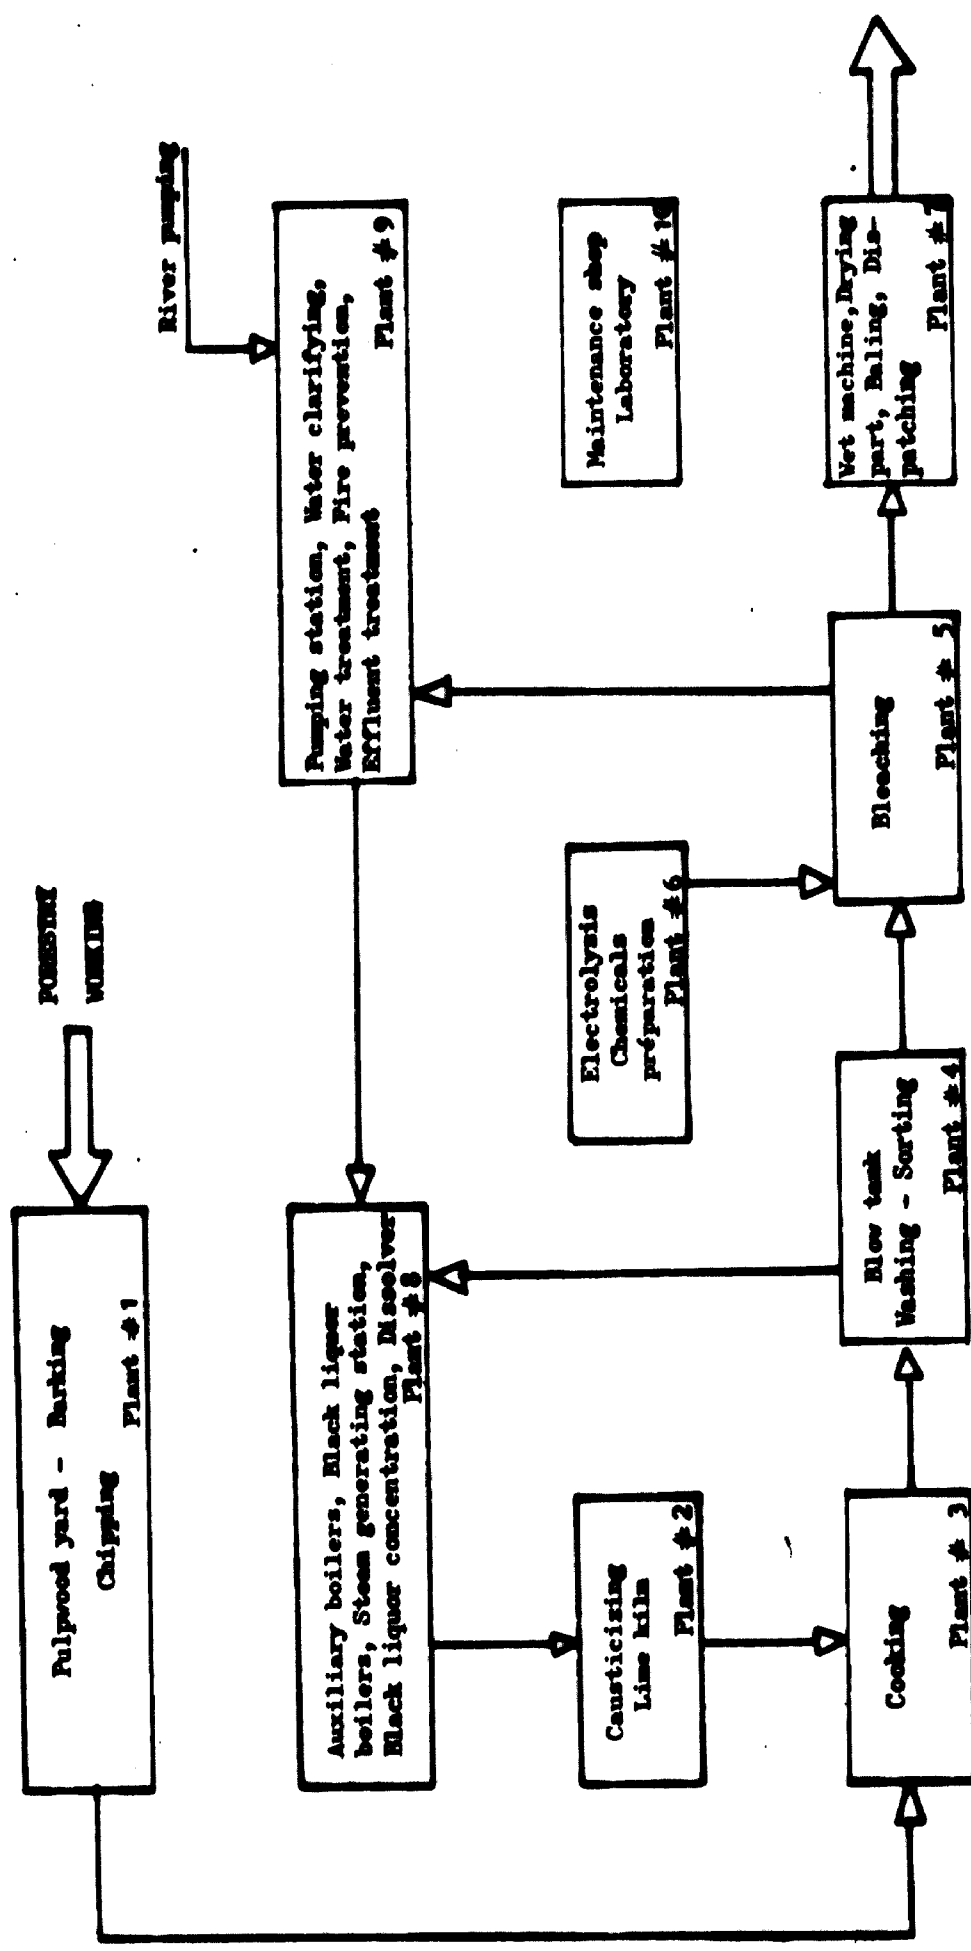 FORESTRY
WORKING
Pulpwood yard - Barking
Chipping
Plant #1
River pumping
Auxiliary boilers, Black liquor
boilers, Steam generating station,
Black liquor concentration, Dissolver
Plant #8
Pumping station, Water clarifying,
Water treatment, Fire prevention,
Effluent treatment
Plant #9
Causticizing
Lime kiln
Plant #2
Electrolysis
Chemicals
préparation
Plant #6
Maintenance shop
Laboratory
Plant #10
Cooking
Plant # 3
Blow tank
Washing - Sorting
Plant #4
Bleaching
Plant # 5
Wet machine, Drying
part, Baling, Dis-
patching
Plant #7